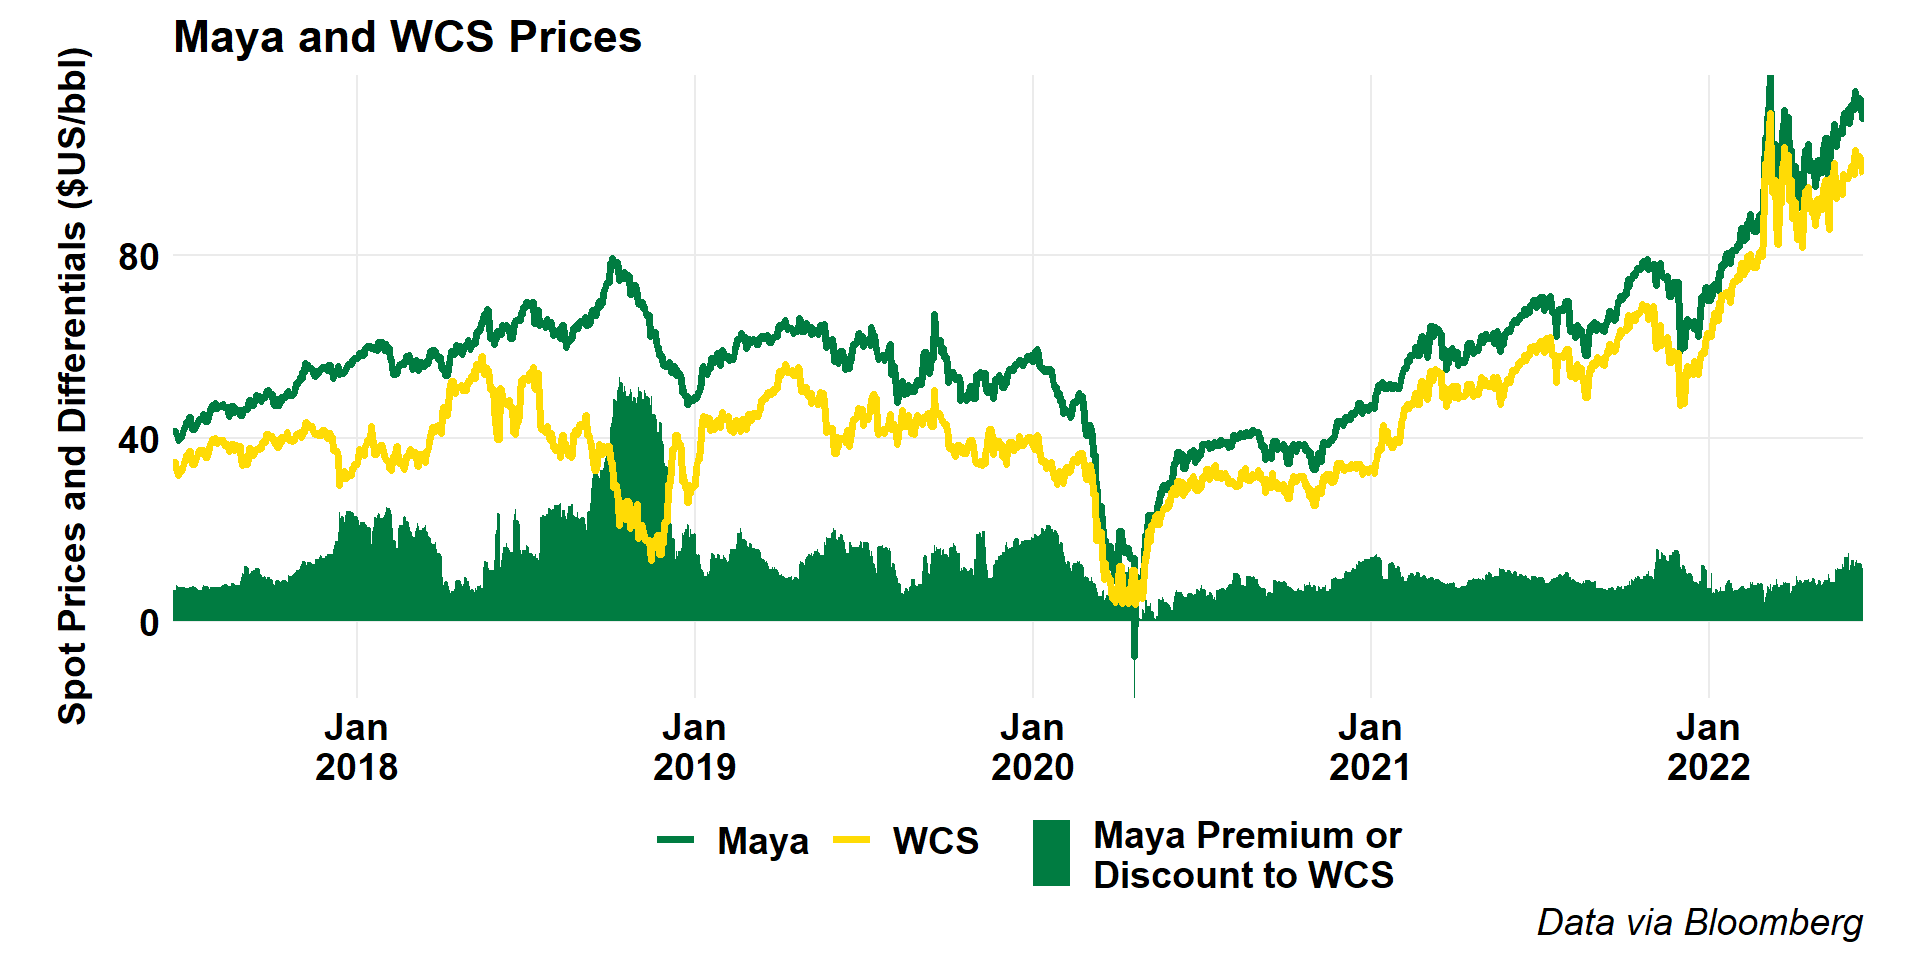 Maya and WCS Prices
Spot Prices and Differentials ($US/bbl)
80
40
0
Jan
2018
Jan
2019
Jan
2020
Jan
2021
Jan
2022
Maya
WCS
Maya Premium or
Discount to WCS
Data via Bloomberg